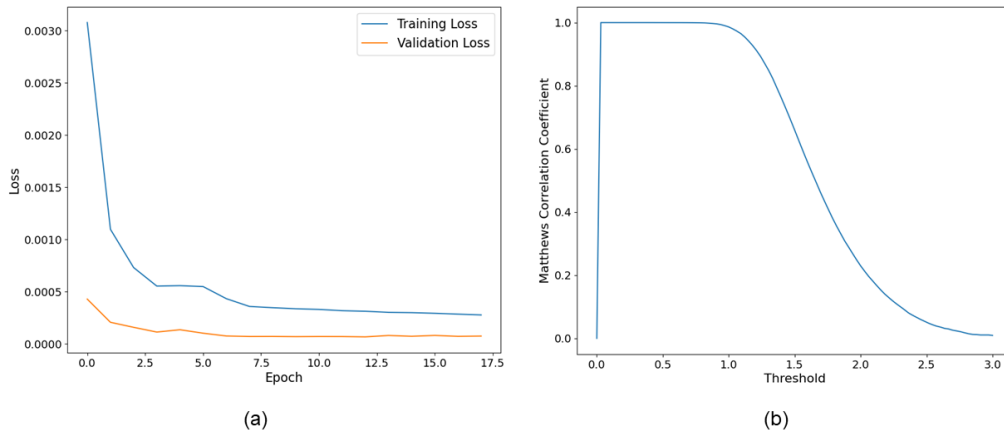 Training Loss
Validation Loss
0.0030
0.0025
0.0020
0.0015
0.0010
0.0005
0.0000
Loss
0.0 2.5 5.0 7.5 10.0 12.5 15.0 17.5
Epoch
(a)
1.0
0.8
0.6
0.4
0.2
0.0
Matthews Correlation Coefficient
0.0 0.5 1.0 1.5 2.0 2.5 3.0
Threshold
(b)